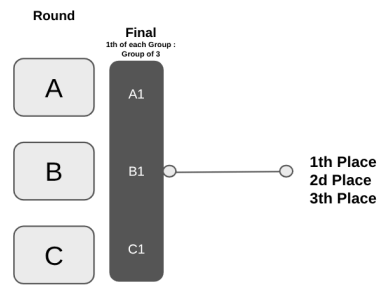 Round
Final
1th of each Group :
Group of 3
A
A1
B
B1
C
C1
1th Place
2d Place
3th Place